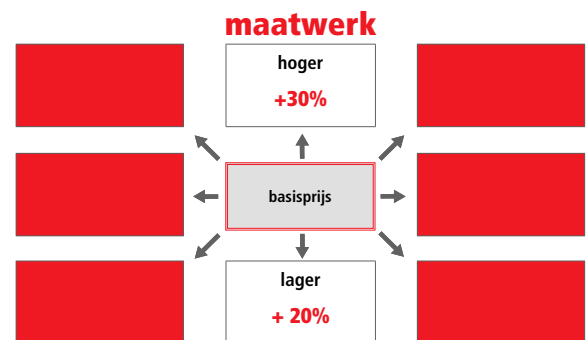 maatwerk
hoger
+30%
basisprijs
lager
+ 20%